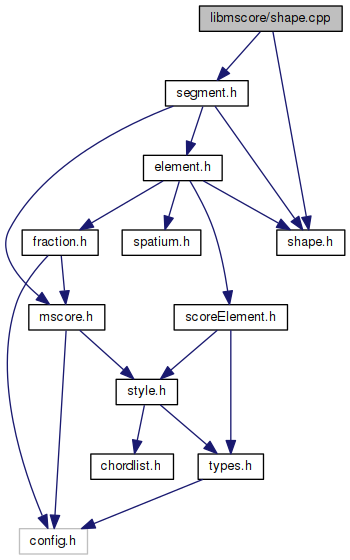 libmscore/shape.cpp
segment.h
element.h
fraction.h
spatium.h
shape.h
mscore.h
scoreElement.h
style.h
chordlist.h
types.h
config.h